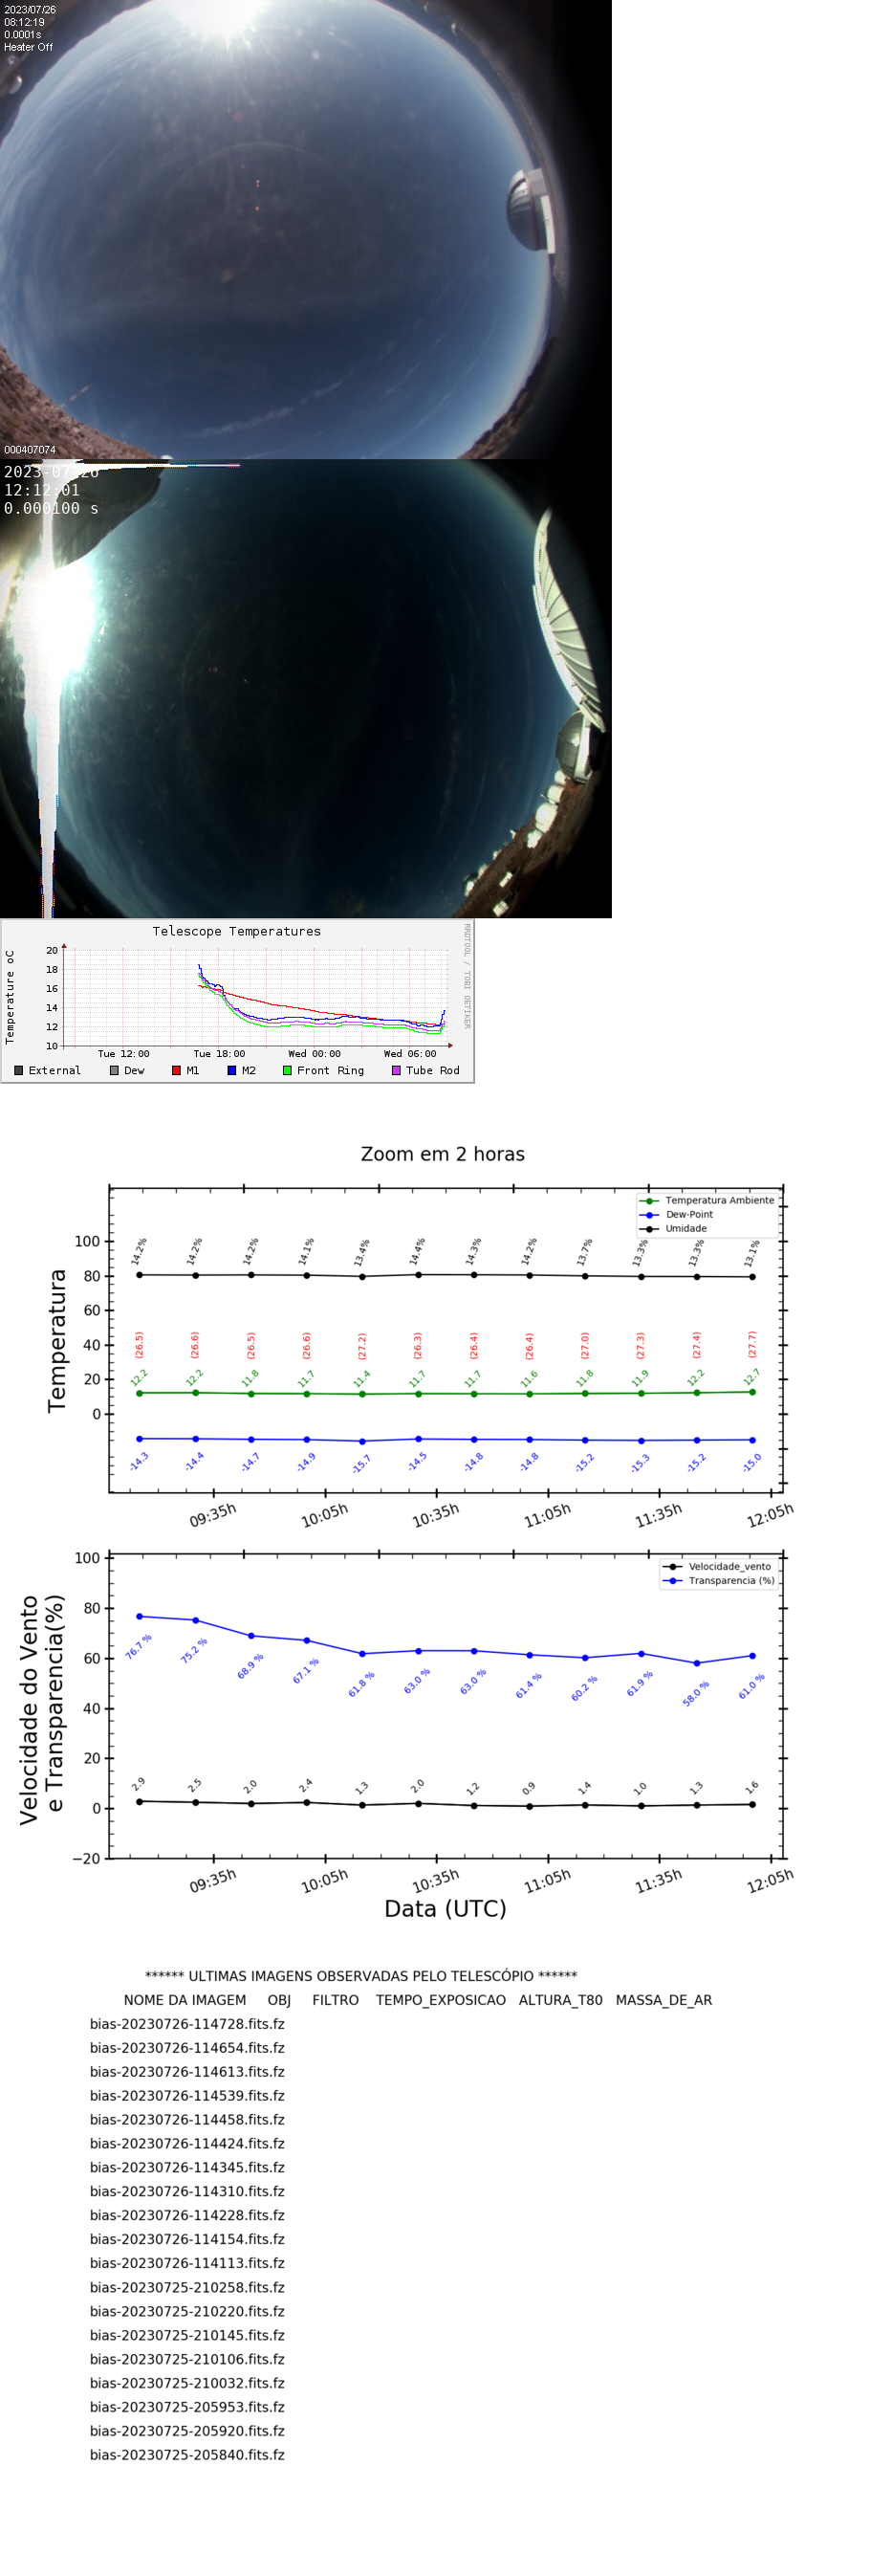 2023/07/26
08:12:19
0.0001s
Heater Off
000407074
2023-07-26
12:12:01
0.000100 s
Telescope Temperatures
RRDTOOL / TOBI OETIKER
Temperature oC
20
18
16
14
12
10
Tue 12:00 Tue 18:00 Wed 00:00 Wed 06:00
External Dew M1 M2 Front Ring Tube Rod
Zoom em 2 horas
Temperatura Ambiente
Dew-Point
Umidade
Temperatura
100
80
60
40
20
0
14.2% 14.2% 14.2% 14.1% 13.4% 14.4% 14.3% 14.2% 13.7% 13.3% 13.3% 13.1%
(26.5) (26.6) (26.5) (26.6) (27.2) (26.3) (26.4) (26.4) (27.0) (27.3) (27.4) (27.7)
12.2 12.2 11.8 11.7 11.4 11.7 11.7 11.6 11.8 11.9 12.2 12.7
-14.3 -14.4 -14.7 -14.9 -15.7 -14.5 -14.8 -14.8 -15.2 -15.3 -15.2 -15.0
09:35h 10:05h 10:35h 11:05h 11:35h 12:05h
Velocidade_vento
Transparencia (%)
Velocidade do Vento
e Transparencia(%)
100
80
60
40
20
0
−20
76.7 % 75.2 % 68.9 % 67.1 % 61.8 % 63.0 % 63.0 % 61.4 % 60.2 % 61.9 % 58.0 % 61.0 %
2.9 2.5 2.0 2.4 1.3 2.0 1.2 0.9 1.4 1.0 1.3 1.6
09:35h 10:05h 10:35h 11:05h 11:35h 12:05h
Data (UTC)
****** ULTIMAS IMAGENS OBSERVADAS PELO TELESCÓPIO ******
NOME DA IMAGEM OBJ FILTRO TEMPO_EXPOSICAO ALTURA_T80 MASSA_DE_AR
bias-20230726-114728.fits.fz
bias-20230726-114654.fits.fz
bias-20230726-114613.fits.fz
bias-20230726-114539.fits.fz
bias-20230726-114458.fits.fz
bias-20230726-114424.fits.fz
bias-20230726-114345.fits.fz
bias-20230726-114310.fits.fz
bias-20230726-114228.fits.fz
bias-20230726-114154.fits.fz
bias-20230726-114113.fits.fz
bias-20230725-210258.fits.fz
bias-20230725-210220.fits.fz
bias-20230725-210145.fits.fz
bias-20230725-210106.fits.fz
bias-20230725-210032.fits.fz
bias-20230725-205953.fits.fz
bias-20230725-205920.fits.fz
bias-20230725-205840.fits.fz